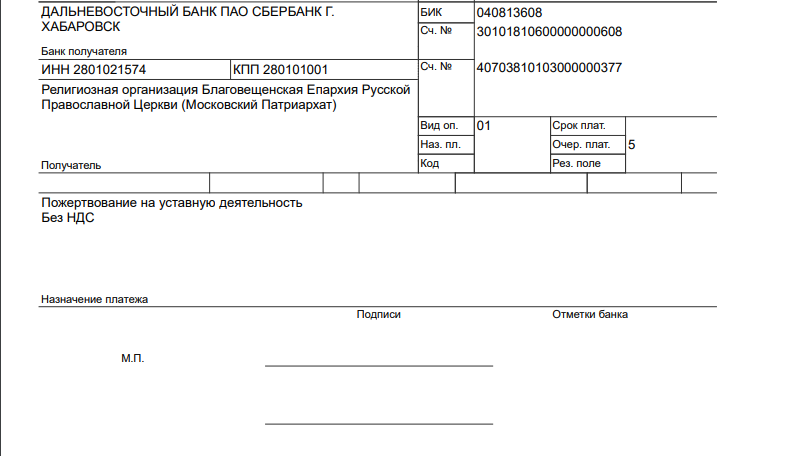 ДАЛЬНЕВОСТОЧНЫЙ БАНК ПАО СБЕРБАНК Г.
ХАБАРОВСК
БИК 040813608
Сч. № 30101810600000000608
Банк получателя
ИНН 2801021574 КПП 280101001 Сч. № 40703810103000000377
Религиозная организация Благовещенская Епархия Русской
Православной Церкви (Московский Патриархат)
Вид оп. 01 Срок плат.
Наз. пл. Очер. плат. 5
Получатель Код Рез. поле
Пожертвование на уставную деятельность
Без НДС
Назначение платежа
Подписи Отметки банка
М.П.